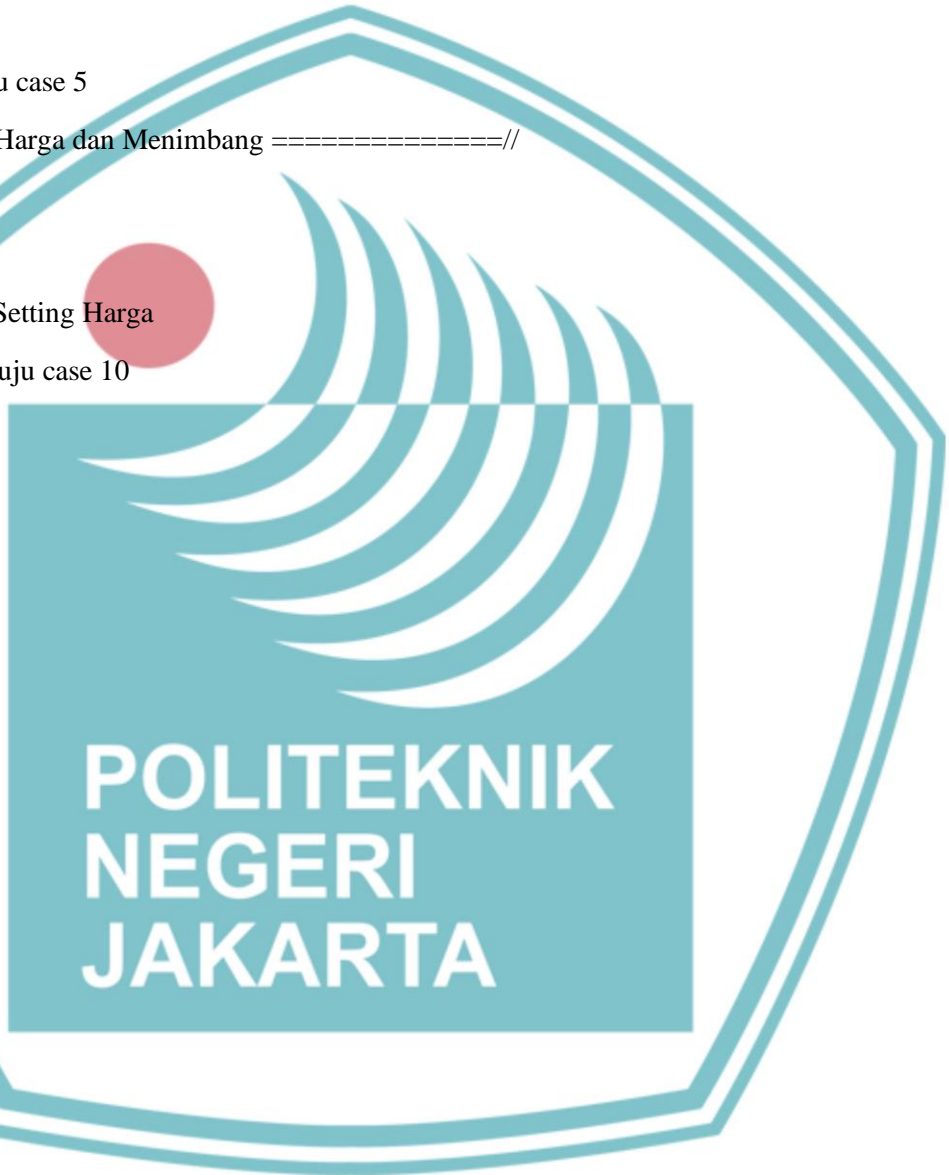 u case 5
Harga dan Menimbang ==============//
Setting Harga
uju case 10
POLITEKNIK
NEGERI
JAKARTA